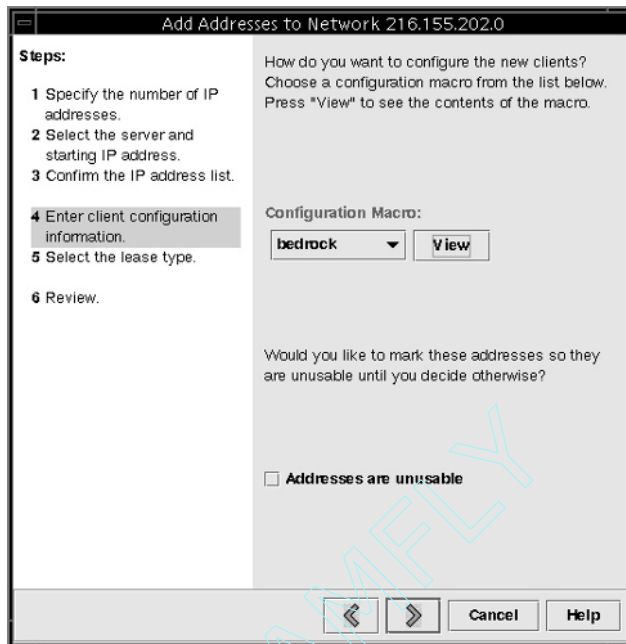 Add Addresses to Network 216.155.202.0
Steps:
1 Specify the number of IP
addresses.
2 Select the server and
starting IP address.
3 Confirm the IP address list.
4 Enter client configuration
information.
5 Select the lease type.
6 Review.
How do you want to configure the new clients?
Choose a configuration macro from the list below.
Press "View" to see the contents of the macro.
Configuration Macro:
bedrock
View
Would you like to mark these addresses so they
are unusable until you decide otherwise?
Addresses are unusable
Cancel
Help
AMFLY